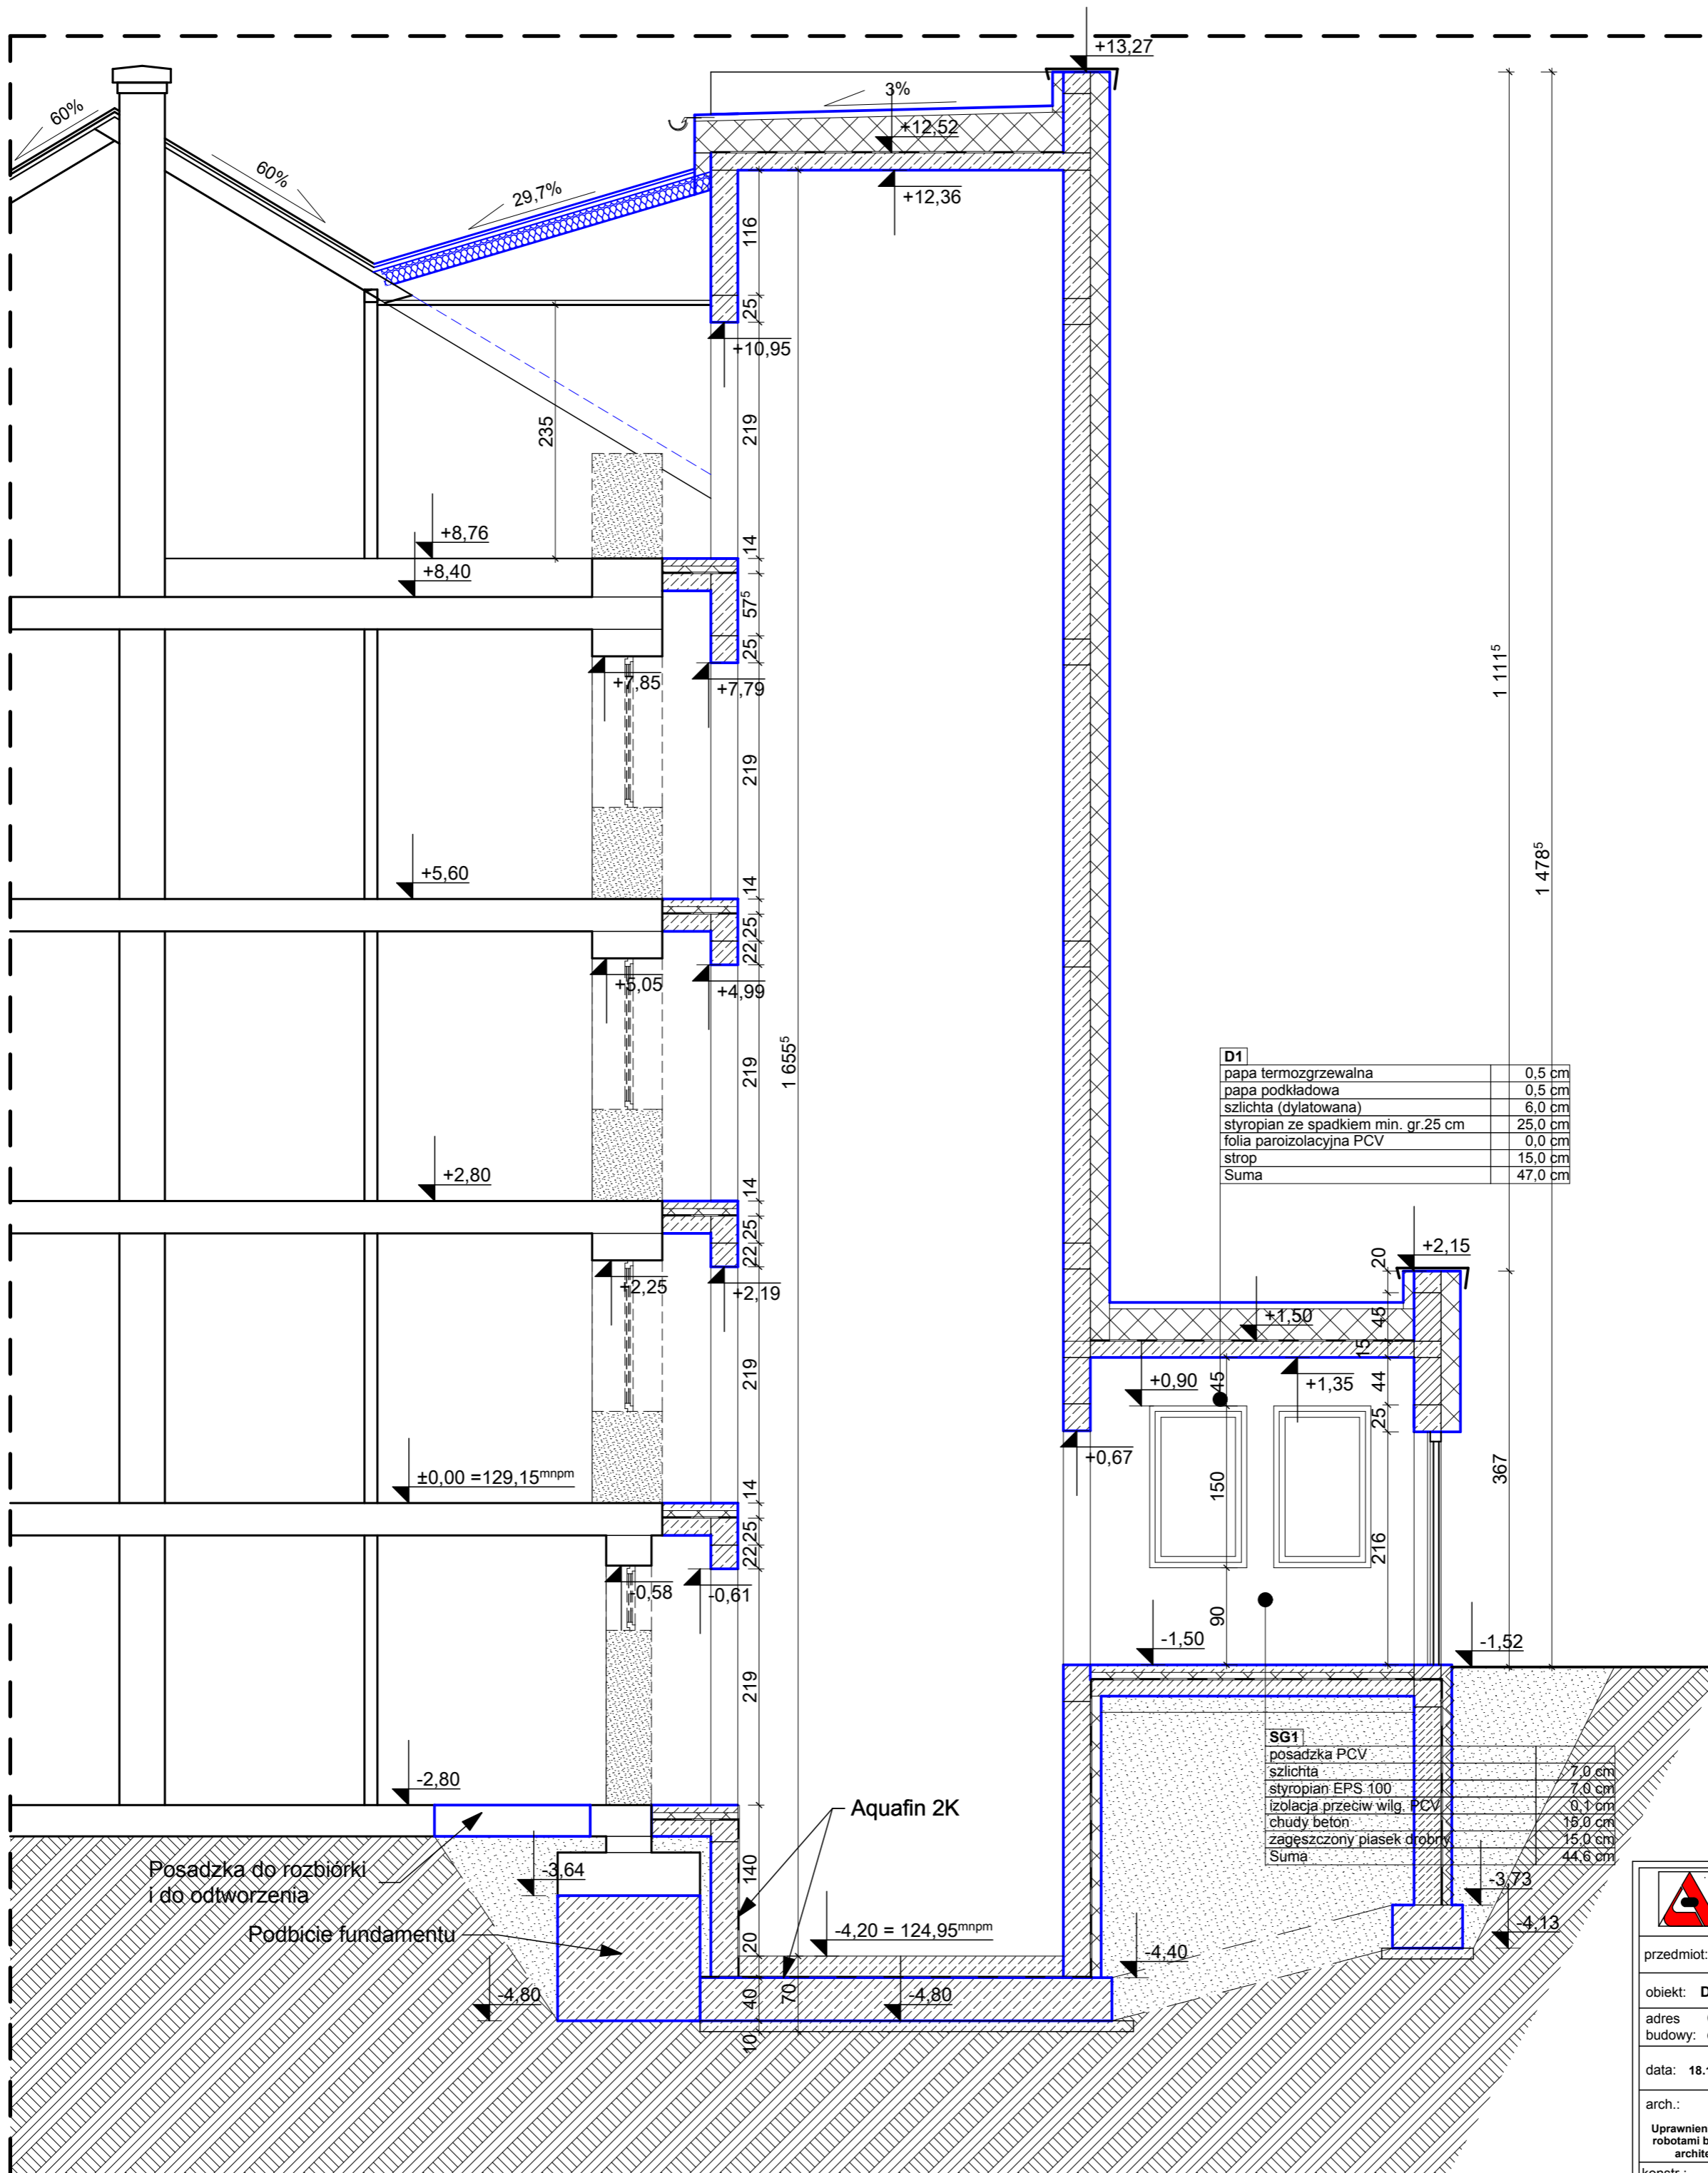 +13,27
60%
3%
+12,52
60%
29,7%
+12,36
116
25
+10,95
235
219
+8,76
14
+8,40
57⁵
25
+7,85
+7,79
1 111⁵
219
1 478⁵
+5,60
14
25
22
+5,05
+4,99
219
1 655⁵
D1
papa termozgrzewalna 0,5 cm
papa podkładowa 0,5 cm
szlichta (dylatowana) 6,0 cm
styropian ze spadkiem min. gr.25 cm 25,0 cm
folia paroizolacyjna PCV 0,0 cm
strop 15,0 cm
Suma 47,0 cm
+2,80
14
25
22
+2,25
+2,19
20
+2,15
45
+1,50
15
219
+0,90
45
+1,35
44
25
+0,67
367
±0,00 =129,15mnpm
14
25
22
150
216
-0,58
-0,61
90
-1,50
-1,52
219
SG1
posadzka PCV
szlichta 7,0 cm
styropian EPS 100 7,0 cm
izolacja przeciw wilg. PCV 0,1 cm
chudy beton 15,0 cm
zagęszczony piasek drobny 15,0 cm
Suma 44,6 cm
-2,80
Aquafin 2K
Posadzka do rozbiórki
i do odtworzenia
-3,64
140
-3,73
Podbicie fundamentu
20
-4,20 = 124,95mnpm
-4,13
-4,40
-4,80
40
70
-4,80
10
przedmiot:
obiekt: D
adres
budowy:
data: 18.
arch.:
Uprawnien
robotami b
archite
konstr.: